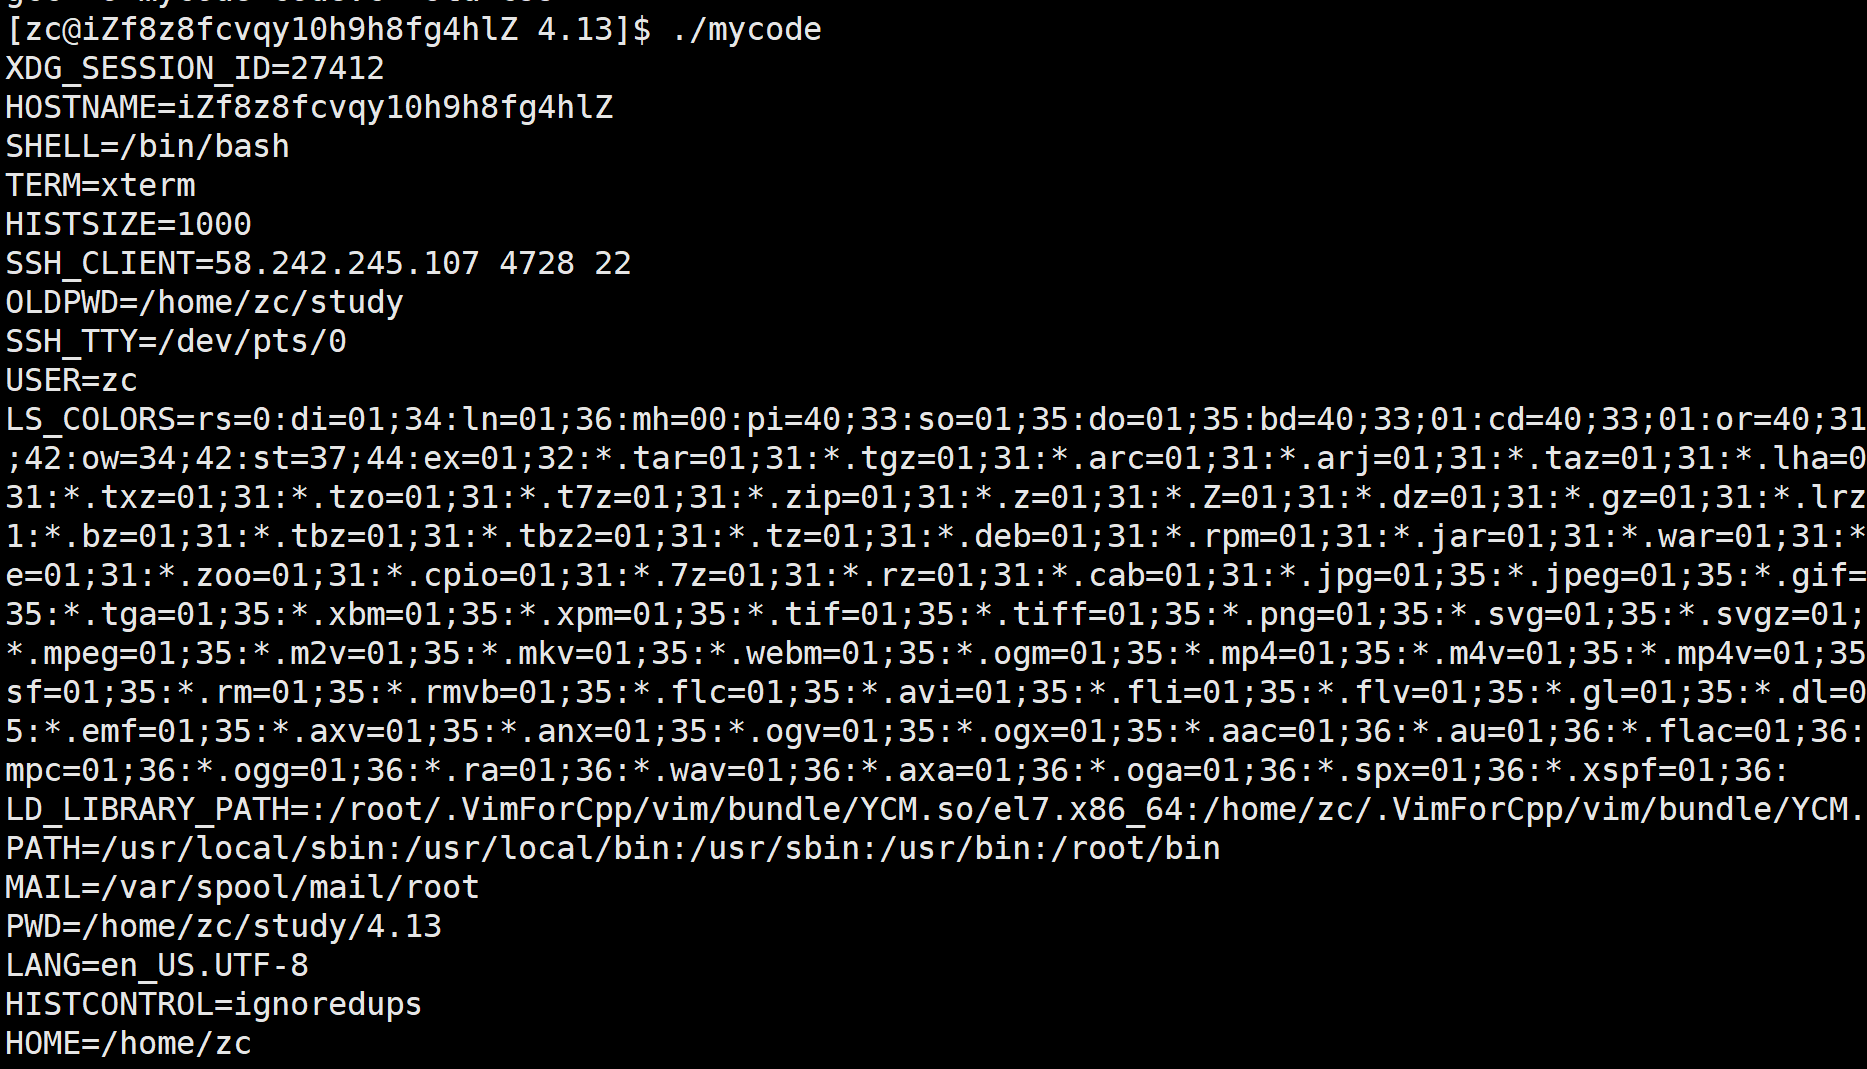 [zc@iZf8z8fcvqy10h9h8fg4hlZ 4.13]$ ./mycode
XDG_SESSION_ID=27412
HOSTNAME=iZf8z8fcvqy10h9h8fg4hlZ
SHELL=/bin/bash
TERM=xterm
HISTSIZE=1000
SSH_CLIENT=58.242.245.107 4728 22
OLDPWD=/home/zc/study
SSH_TTY=/dev/pts/0
USER=zc
LS_COLORS=rs=0:di=01;34:ln=01;36:mh=00:pi=40;33:so=01;35:do=01;35:bd=40;33;01:cd=40;33;01:or=40;31
;42:ow=34;42:st=37;44:ex=01;32:*.tar=01;31:*.tgz=01;31:*.arc=01;31:*.arj=01;31:*.taz=01;31:*.lha=0
31:*.txz=01;31:*.tzo=01;31:*.t7z=01;31:*.zip=01;31:*.z=01;31:*.Z=01;31:*.dz=01;31:*.gz=01;31:*.lrz
1:*.bz=01;31:*.tbz=01;31:*.tbz2=01;31:*.tz=01;31:*.deb=01;31:*.rpm=01;31:*.jar=01;31:*.war=01;31:*
e=01;31:*.zoo=01;31:*.cpio=01;31:*.7z=01;31:*.rz=01;31:*.cab=01;31:*.jpg=01;35:*.jpeg=01;35:*.gif=
35:*.tga=01;35:*.xbm=01;35:*.xpm=01;35:*.tif=01;35:*.tiff=01;35:*.png=01;35:*.svg=01;35:*.svgz=01;
*.mpeg=01;35:*.m2v=01;35:*.mkv=01;35:*.webm=01;35:*.ogm=01;35:*.mp4=01;35:*.m4v=01;35:*.mp4v=01;35
sf=01;35:*.rm=01;35:*.rmvb=01;35:*.flc=01;35:*.avi=01;35:*.fli=01;35:*.flv=01;35:*.gl=01;35:*.dl=0
5:*.emf=01;35:*.axv=01;35:*.anx=01;35:*.ogv=01;35:*.ogx=01;35:*.aac=01;36:*.au=01;36:*.flac=01;36:
mpc=01;36:*.ogg=01;36:*.ra=01;36:*.wav=01;36:*.axa=01;36:*.oga=01;36:*.spx=01;36:*.xspf=01;36:
LD_LIBRARY_PATH=:/root/.VimForCpp/vim/bundle/YCM.so/el7.x86_64:/home/zc/.VimForCpp/vim/bundle/YCM.
PATH=/usr/local/sbin:/usr/local/bin:/usr/sbin:/usr/bin:/root/bin
MAIL=/var/spool/mail/root
PWD=/home/zc/study/4.13
LANG=en_US.UTF-8
HISTCONTROL=ignoredups
HOME=/home/zc